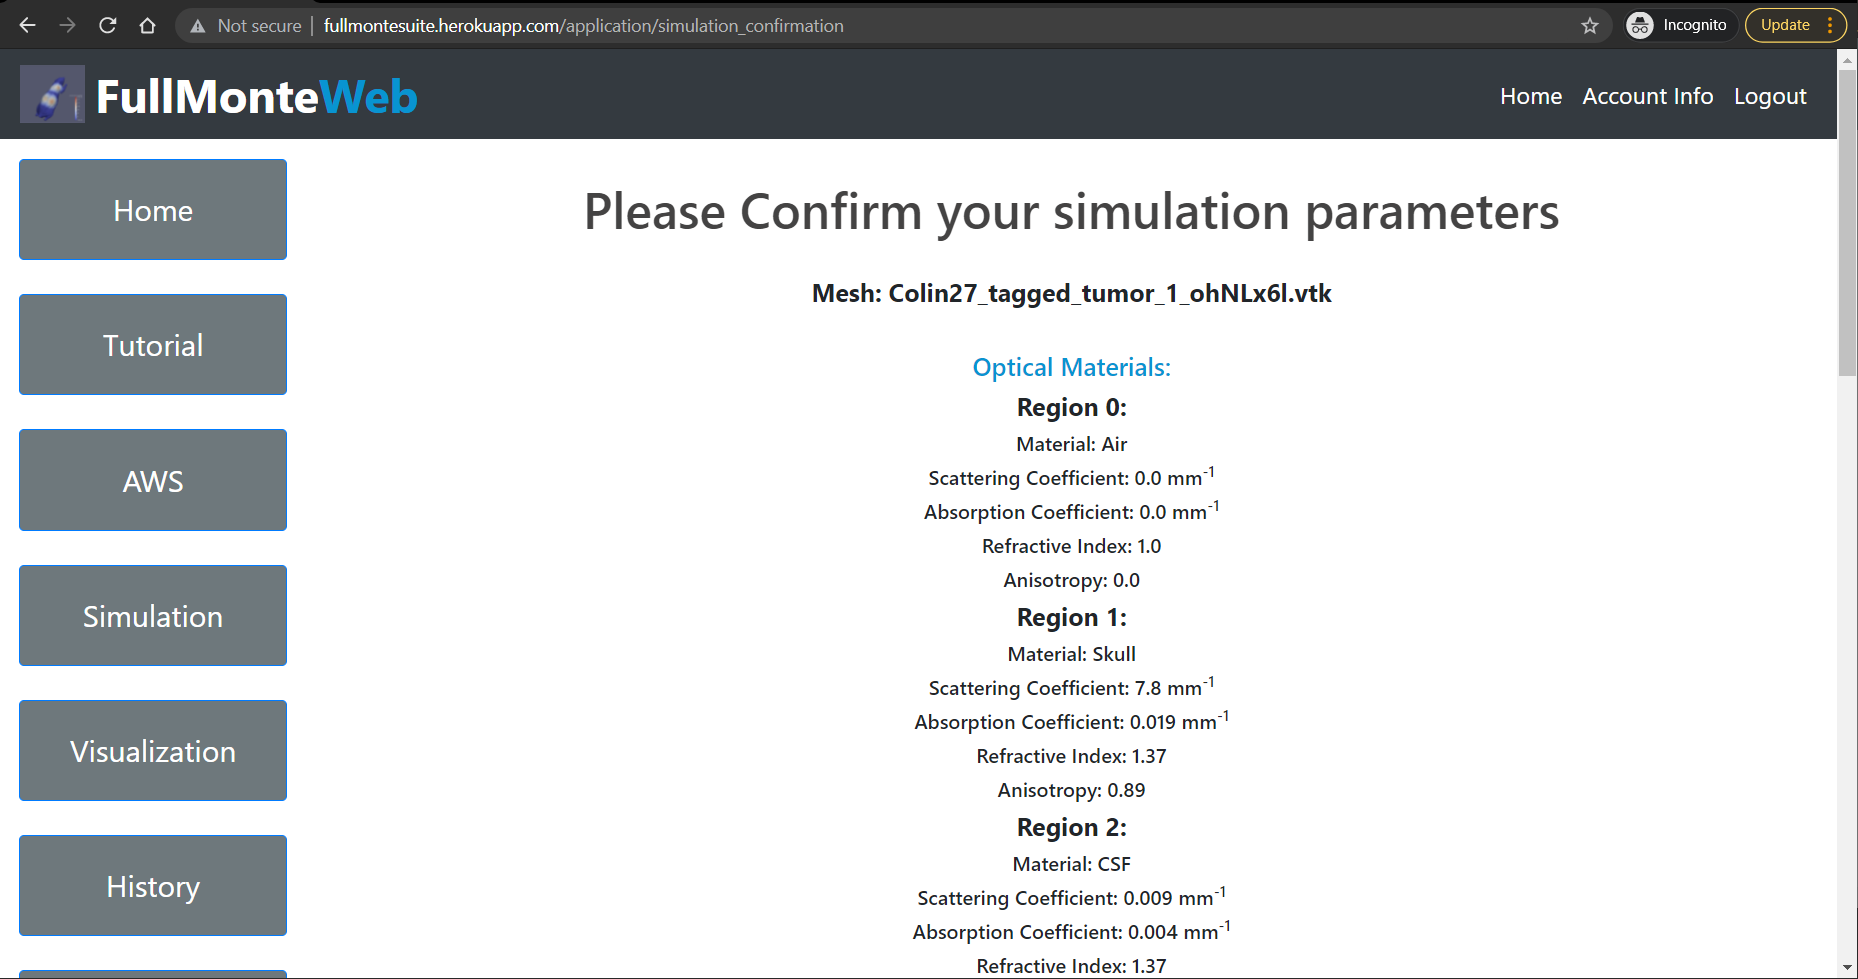 Not secure | fullmontesuite.herokuapp.com/application/simulation_confirmation
Incognito
Update
FullMonteWeb
Home Account Info Logout
Home
Tutorial
AWS
Simulation
Visualization
History
Please Confirm your simulation parameters
Mesh: Colin27_tagged_tumor_1_ohNLx6l.vtk
Optical Materials:
Region 0:
Material: Air
Scattering Coefficient: 0.0 mm⁻¹
Absorption Coefficient: 0.0 mm⁻¹
Refractive Index: 1.0
Anisotropy: 0.0
Region 1:
Material: Skull
Scattering Coefficient: 7.8 mm⁻¹
Absorption Coefficient: 0.019 mm⁻¹
Refractive Index: 1.37
Anisotropy: 0.89
Region 2:
Material: CSF
Scattering Coefficient: 0.009 mm⁻¹
Absorption Coefficient: 0.004 mm⁻¹
Refractive Index: 1.37